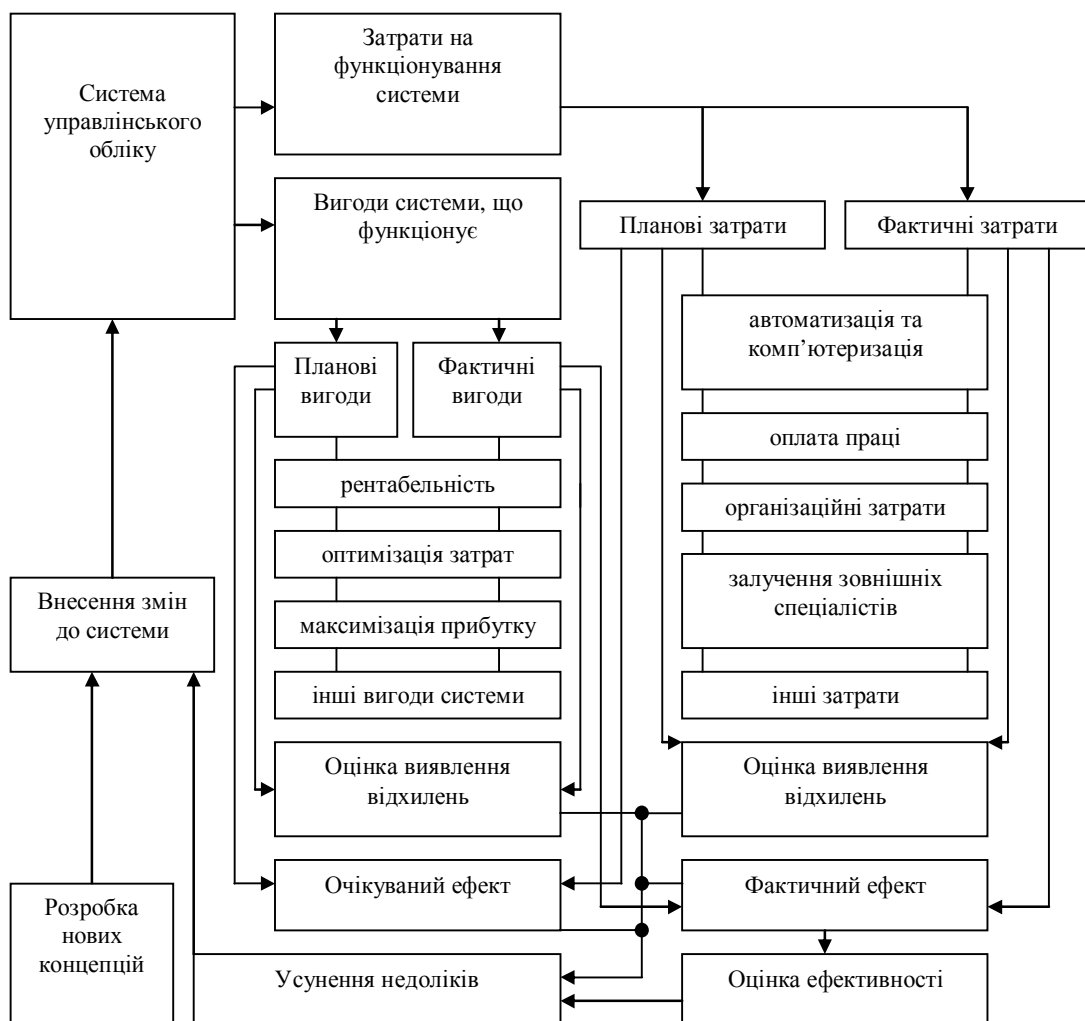 Затрати на
функціонування
системи
Система
управлінського
обліку
Вигоди системи, що
функціонує
Планові затрати
Фактичні затрати
автоматизація та
комп’ютеризація
Планові
вигоди
Фактичні
вигоди
оплата праці
рентабельність
організаційні затрати
оптимізація затрат
залучення зовнішніх
спеціалістів
Внесення змін
до системи
максимізація прибутку
інші вигоди системи
інші затрати
Оцінка виявлення
відхилень
Оцінка виявлення
відхилень
Очікуваний ефект
Фактичний ефект
Розробка
нових
концепцій
Усунення недоліків
Оцінка ефективності